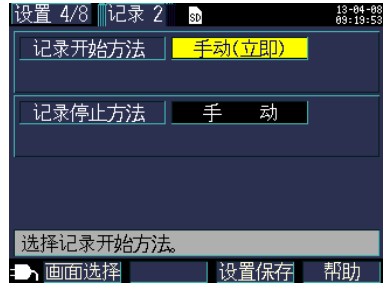 设置 4/8 记录 2 SD 13-04-08
09:19:53
记录开始方法 手动(立即)
记录停止方法 手 动
选择记录开始方法。
画面选择 设置保存 帮助